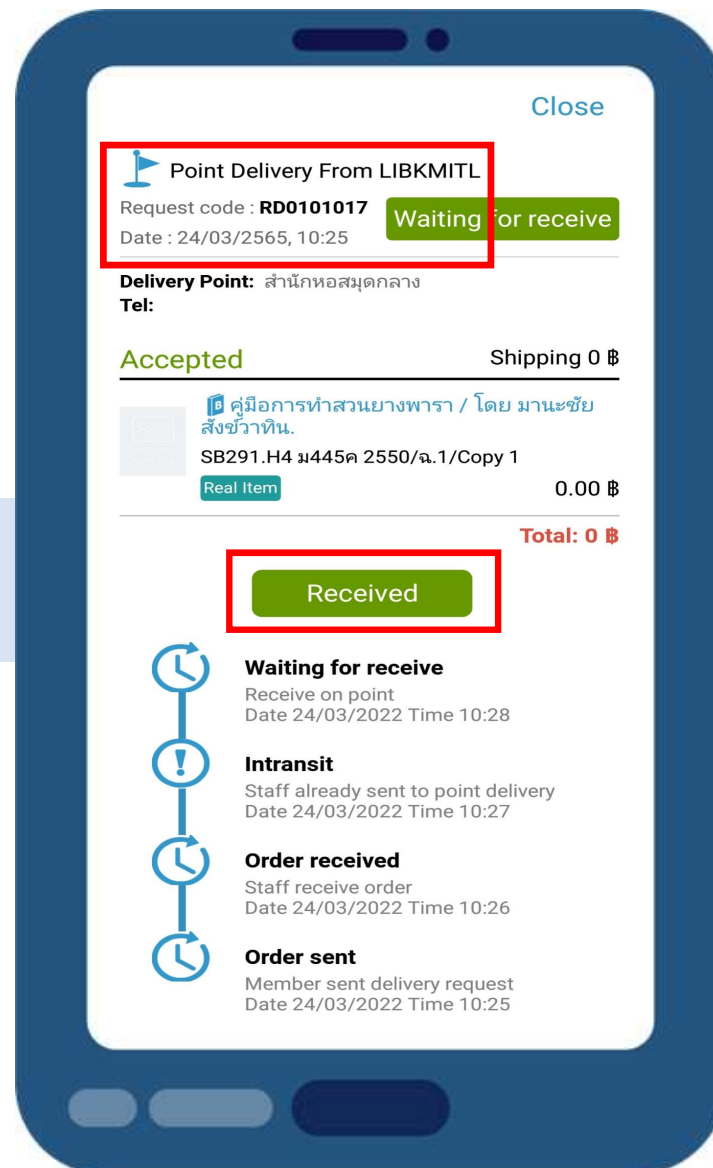 Close
Point Delivery From LIBKMITL
Request code : RD0101017
Waiting for receive
Date : 24/03/2565, 10:25
Delivery Point: สำนักหอสมุดกลาง
Tel:
Accepted
Shipping 0 ฿
คู่มือการทำสวนยางพารา / โดย มานะชัย
สังข์วาทิน.
SB291.H4 ม445ค 2550/ฉ.1/Copy 1
Real Item
0.00 ฿
Total: 0 ฿
Received
Waiting for receive
Receive on point
Date 24/03/2022 Time 10:28
Intransit
Staff already sent to point delivery
Date 24/03/2022 Time 10:27
Order received
Staff receive order
Date 24/03/2022 Time 10:26
Order sent
Member sent delivery request
Date 24/03/2022 Time 10:25